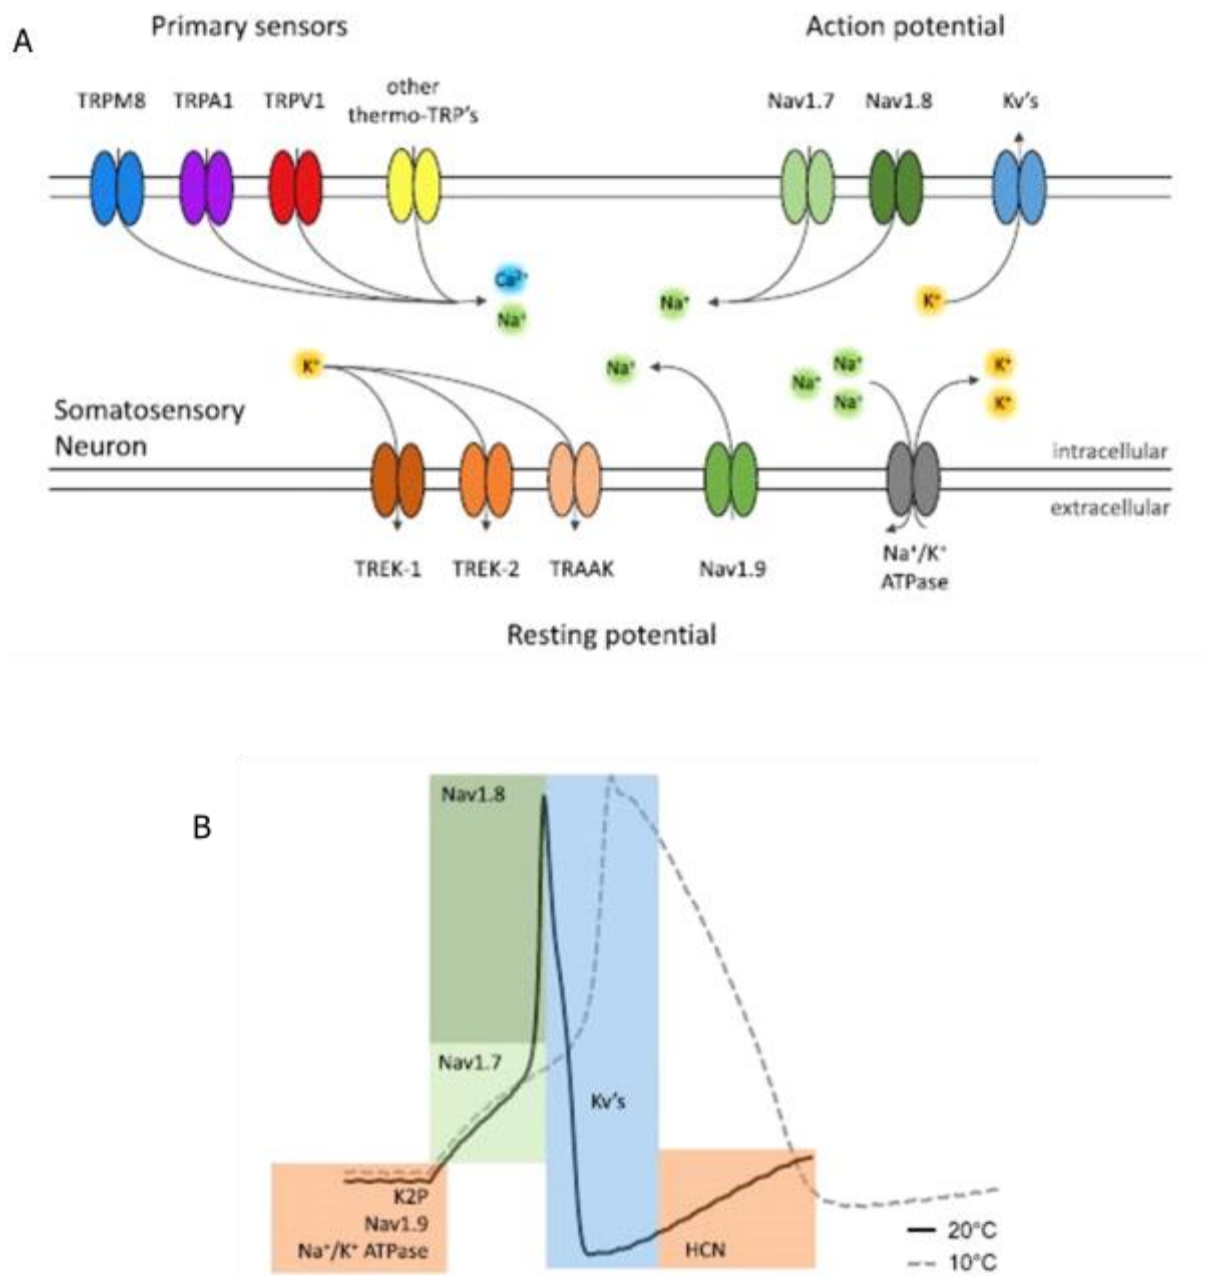 A
Primary sensors
Action potential
TRPM8
TRPA1
TRPV1
other
thermo-TRP's
Nav1.7
Nav1.8
Kv's
Ca²⁺
Na⁺
Na⁺
K⁺
K⁺
Na⁺
Na⁺
Na⁺
Na⁺
K⁺
K⁺
Somatosensory
Neuron
intracellular
extracellular
TREK-1
TREK-2
TRAAK
Nav1.9
Na⁺/K⁺
ATPase
Resting potential
B
Nav1.8
Nav1.7
Kv's
K2P
Nav1.9
Na⁺/K⁺ ATPase
HCN
20°C
10°C